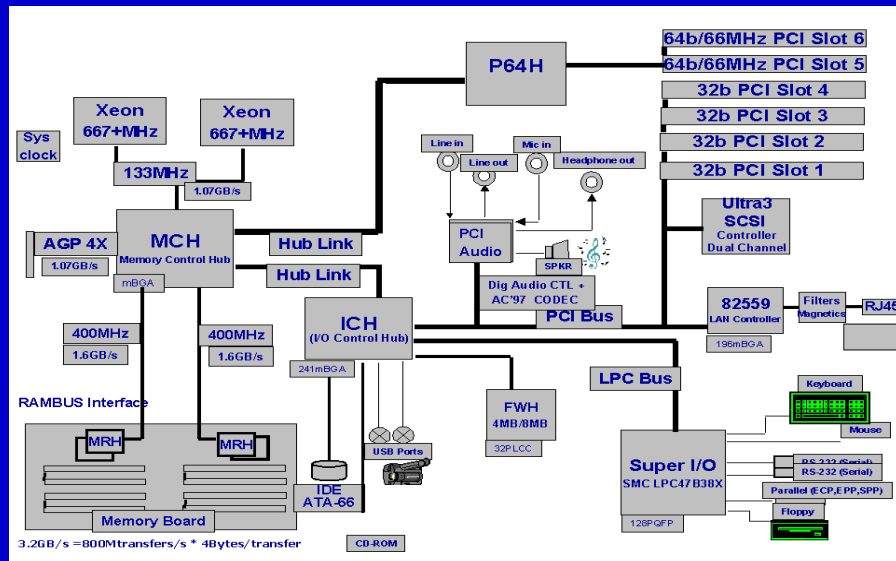 64b/66MHz PCI Slot 6
64b/66MHz PCI Slot 5
32b PCI Slot 4
32b PCI Slot 3
32b PCI Slot 2
32b PCI Slot 1
P64H
Xeon
667+MHz
Xeon
667+MHz
Sys
clock
133MHz
1.07GB/s
Line in
Line out
Mic in
Headphone out
Ultra3
SCSI
Controller
Dual Channel
AGP 4X
1.07GB/s
MCH
Memory Control Hub
mBGA
Hub Link
Hub Link
PCI
Audio
SPKR
Dig Audio CTL +
AC'97 CODEC
PCI Bus
ICH
(I/O Control Hub)
241mBGA
82559
LAN Controller
196mBGA
Filters
Magnetics
RJ45
400MHz
1.6GB/s
400MHz
1.6GB/s
LPC Bus
RAMBUS Interface
MRH
MRH
Memory Board
3.2GB/s =800Mtransfers/s * 4Bytes/transfer
USB Ports
IDE
ATA-66
CD-ROM
FWH
4MB/8MB
32PLCC
Super I/O
SMC LPC47B38X
128PQFP
Keyboard
Mouse
RS-232 (Serial)
RS-232 (Serial)
Parallel (ECP,EPP,SPP)
Floppy